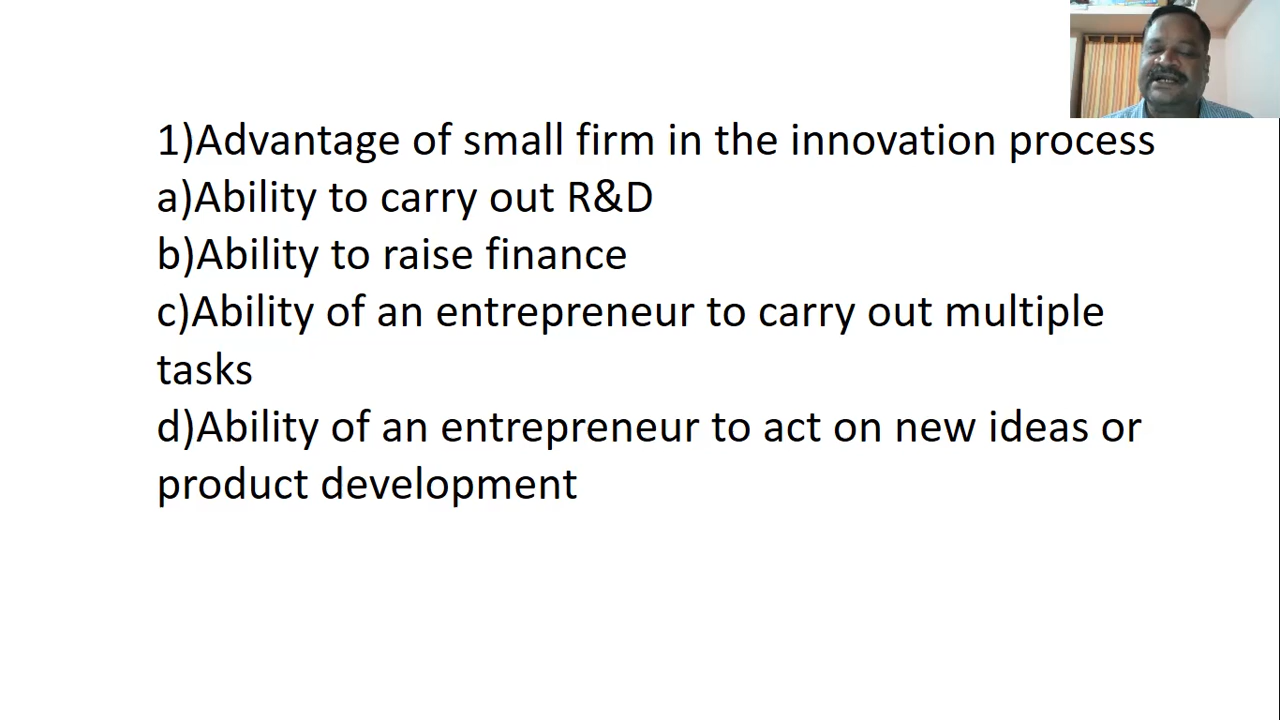 1)Advantage of small firm in the innovation process
a)Ability to carry out R&D
b)Ability to raise finance
c)Ability of an entrepreneur to carry out multiple
tasks
d)Ability of an entrepreneur to act on new ideas or
product development